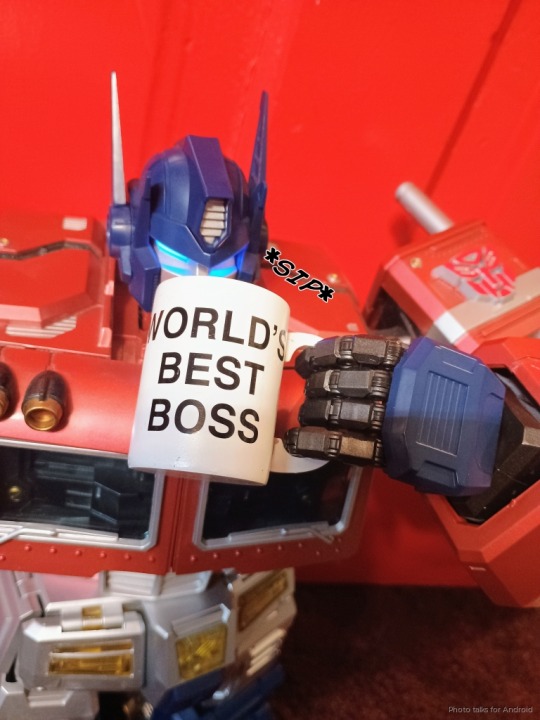 *SIP*
WORLD'S
BEST
BOSS
Photo talks for Android